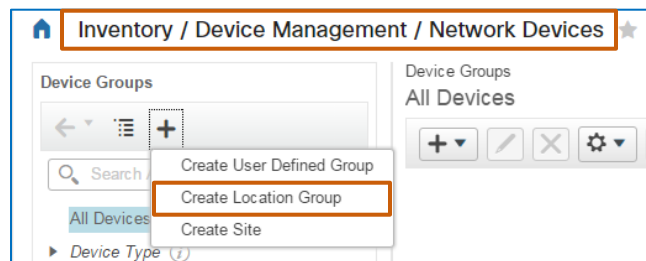 Inventory / Device Management / Network Devices
Device Groups
Search
All Devices
Device Type
Create User Defined Group
Create Location Group
Create Site
Device Groups
All Devices